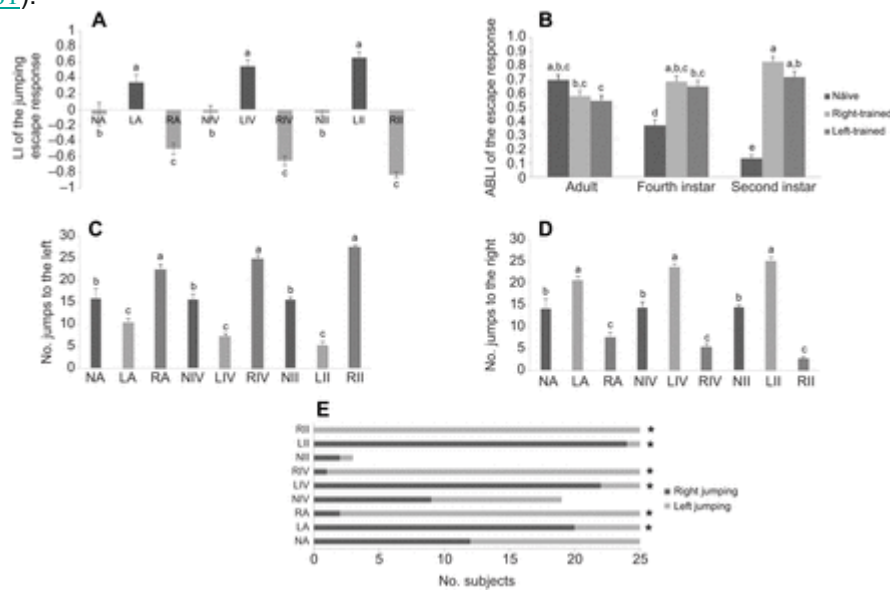 ).
A
LI of the jumping
escape response
1
0.8
0.6
0.4
0.2
0
−0.2
−0.4
−0.6
−0.8
−1
NA LA RA NIV LIV RIV NII LII RII
b a c b a c b a c
B
ABLI of the escape response
1.0
0.9
0.8
0.7
0.6
0.5
0.4
0.3
0.2
0.1
0
a,b,c b,c c d a,b,c b,c e a a,b
Adult Fourth instar Second instar
Näive
Right-trained
Left-trained
C
No. jumps to the left
30
25
20
15
10
5
0
b c a b c a b c a
NA LA RA NIV LIV RIV NII LII RII
D
No. jumps to the right
30
25
20
15
10
5
0
b a c b a c b a c
NA LA RA NIV LIV RIV NII LII RII
E
RII
LII
NII
RIV
LIV
NIV
RA
LA
NA
0 5 10 15 20 25
No. subjects
Right jumping
Left jumping